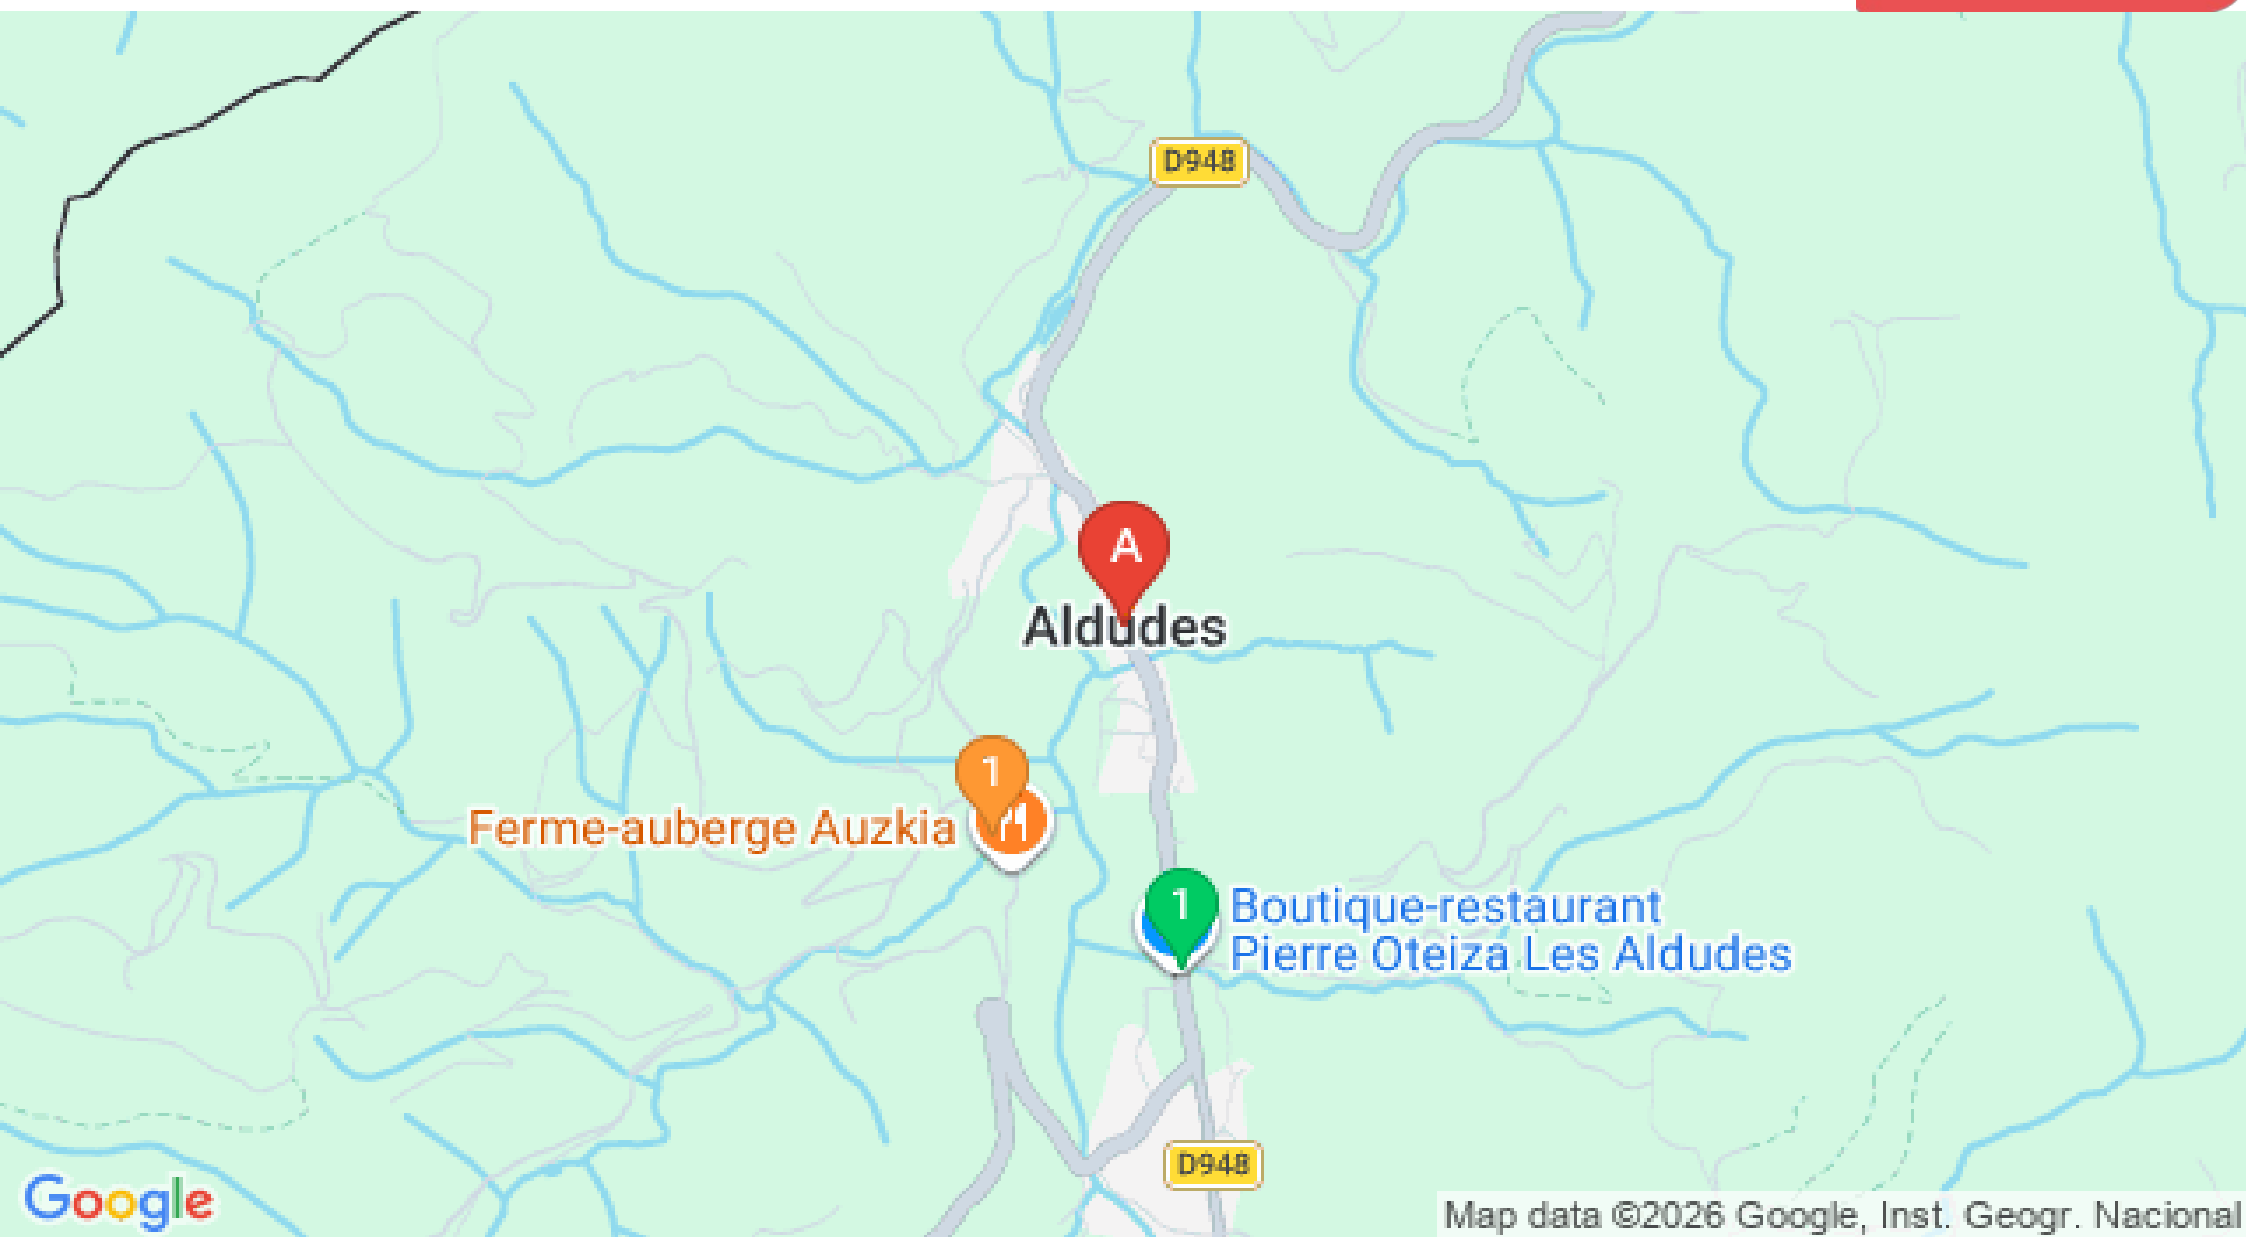 D948
A
Aldudes
1
Ferme-auberge Auzkia
1
Boutique-restaurant
Pierre Oteiza Les Aldudes
D948
Google
Map data ©2026 Google, Inst. Geogr. Nacional